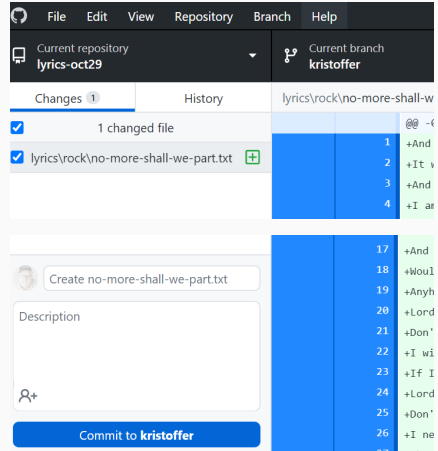 File Edit View Repository Branch Help
Current repository
lyrics-oct29
Current branch
kristoffer
Changes 1 History
lyrics\rock\no-more-shall-w
1 changed file
@@ -0
lyrics\rock\no-more-shall-we-part.txt
1 +And
2 +It w
3 +And
4 +I am
17 +And
18 +Woul
19 +Anyh
20 +Lord
21 +Don'
22 +I wi
23 +If I
24 +Lord
25 +Don'
26 +I ne
Create no-more-shall-we-part.txt
Description
Commit to kristoffer